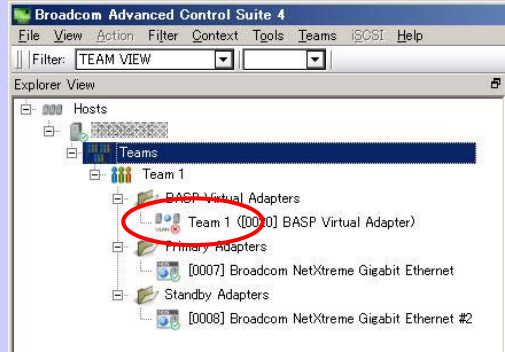 Broadcom Advanced Control Suite 4
File View Action Filter Context Tools Teams iSCSI Help
Filter: TEAM VIEW
Explorer View
Hosts
Teams
Team 1
BASP Virtual Adapters
Team 1 ([0020] BASP Virtual Adapter)
Primary Adapters
[0007] Broadcom NetXtreme Gigabit Ethernet
Standby Adapters
[0008] Broadcom NetXtreme Gigabit Ethernet #2